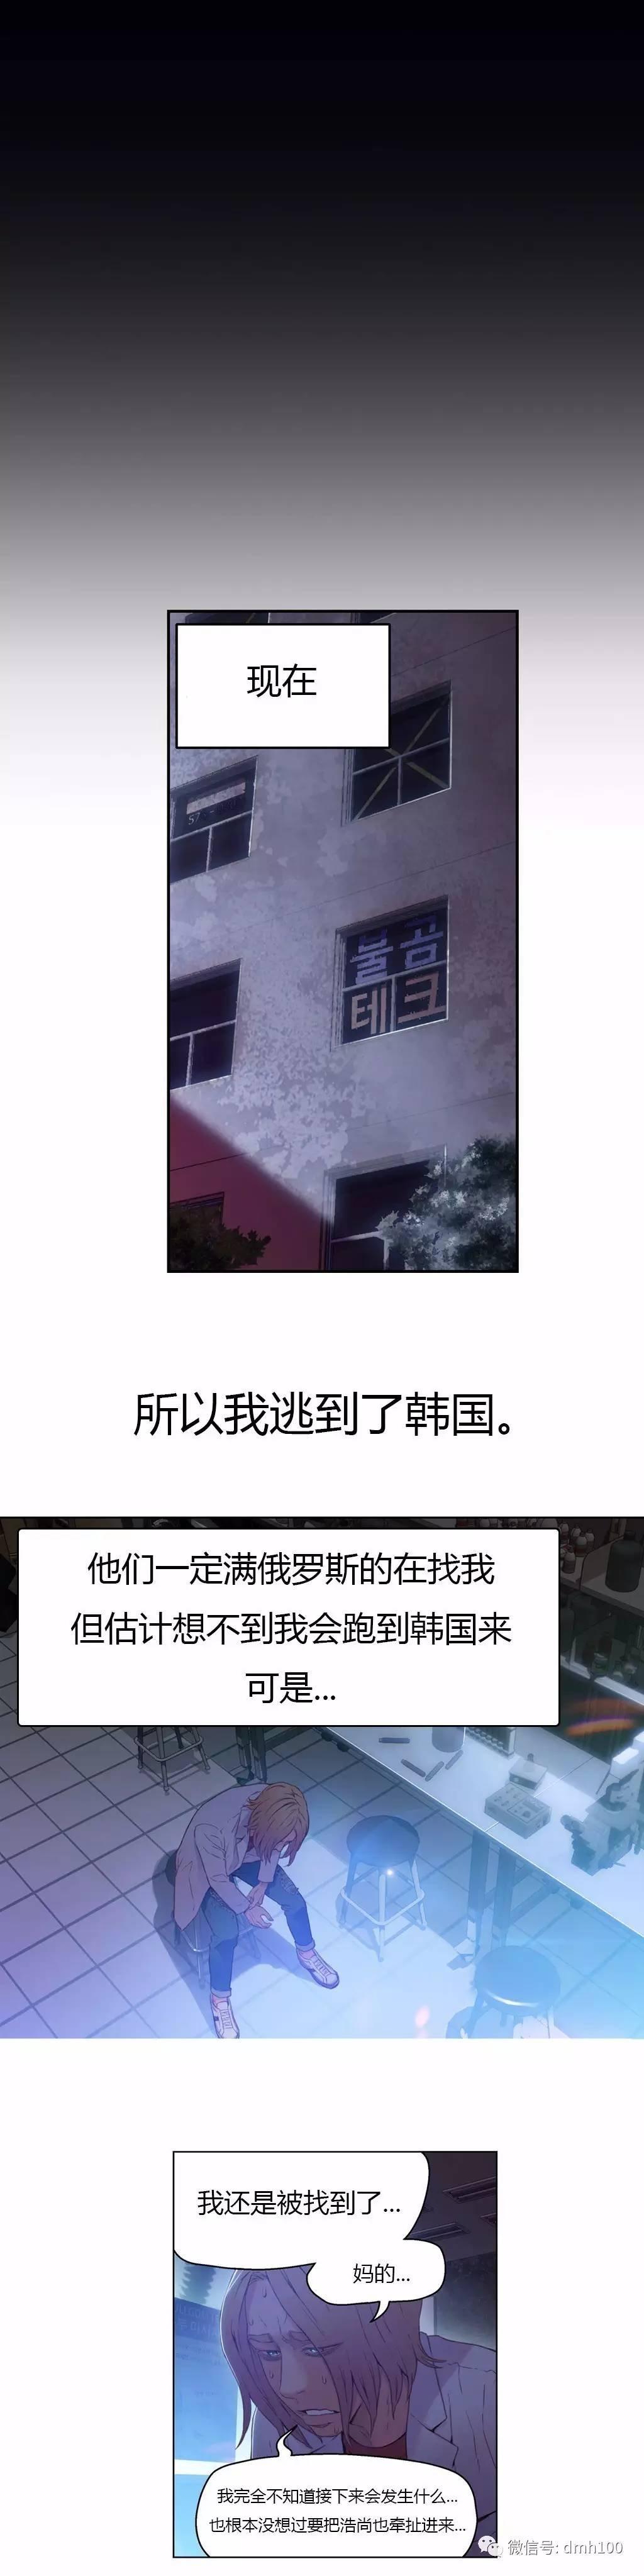 现在
57
불곰
테크
所以我逃到了韩国。
他们一定满俄罗斯的在找我
但估计想不到我会跑到韩国来
可是...
我还是被找到了...
妈的...
我完全不知道接下来会发生什么...
也根本没想过要把浩尚也牵扯进来...
微信号: dmh100